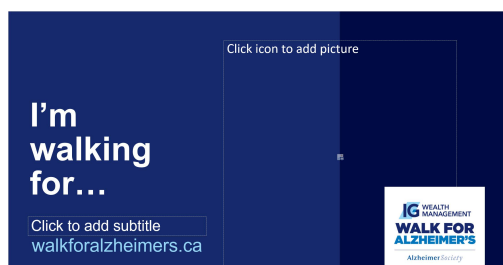 Click icon to add picture
I'm
walking
for...
Click to add subtitle
walkforalzheimers.ca
IG WEALTH
MANAGEMENT
WALK FOR
ALZHEIMER'S
Alzheimer Society